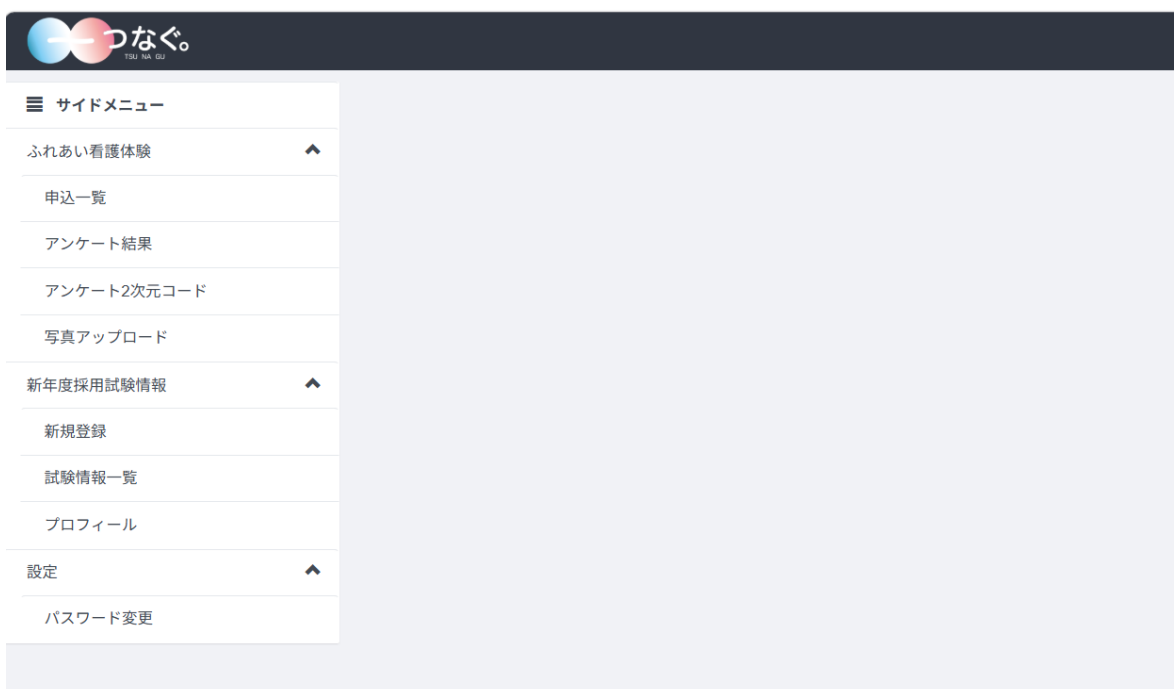 つなぐ。
TSU NA GU
サイドメニュー
ふれあい看護体験
申込一覧
アンケート結果
アンケート2次元コード
写真アップロード
新年度採用試験情報
新規登録
試験情報一覧
プロフィール
設定
パスワード変更